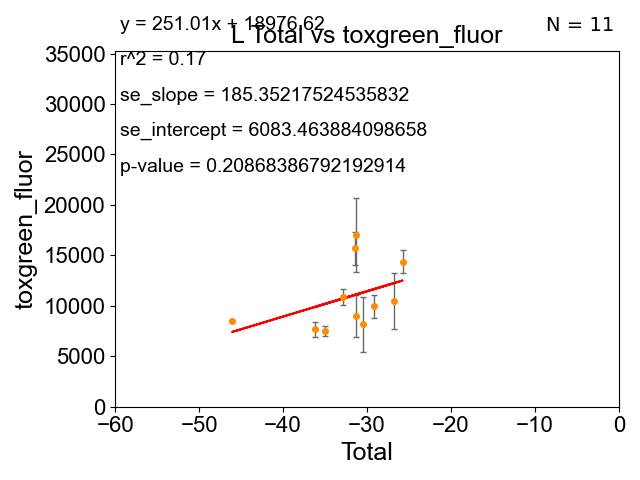 y = 251.01x + 18976.62
N = 11
L Total vs toxgreen_fluor
r^2 = 0.17
se_slope = 185.35217524535832
se_intercept = 6083.463884098658
p-value = 0.20868386792192914
35000
30000
25000
20000
15000
10000
5000
0
toxgreen_fluor
−60 −50 −40 −30 −20 −10 0
Total